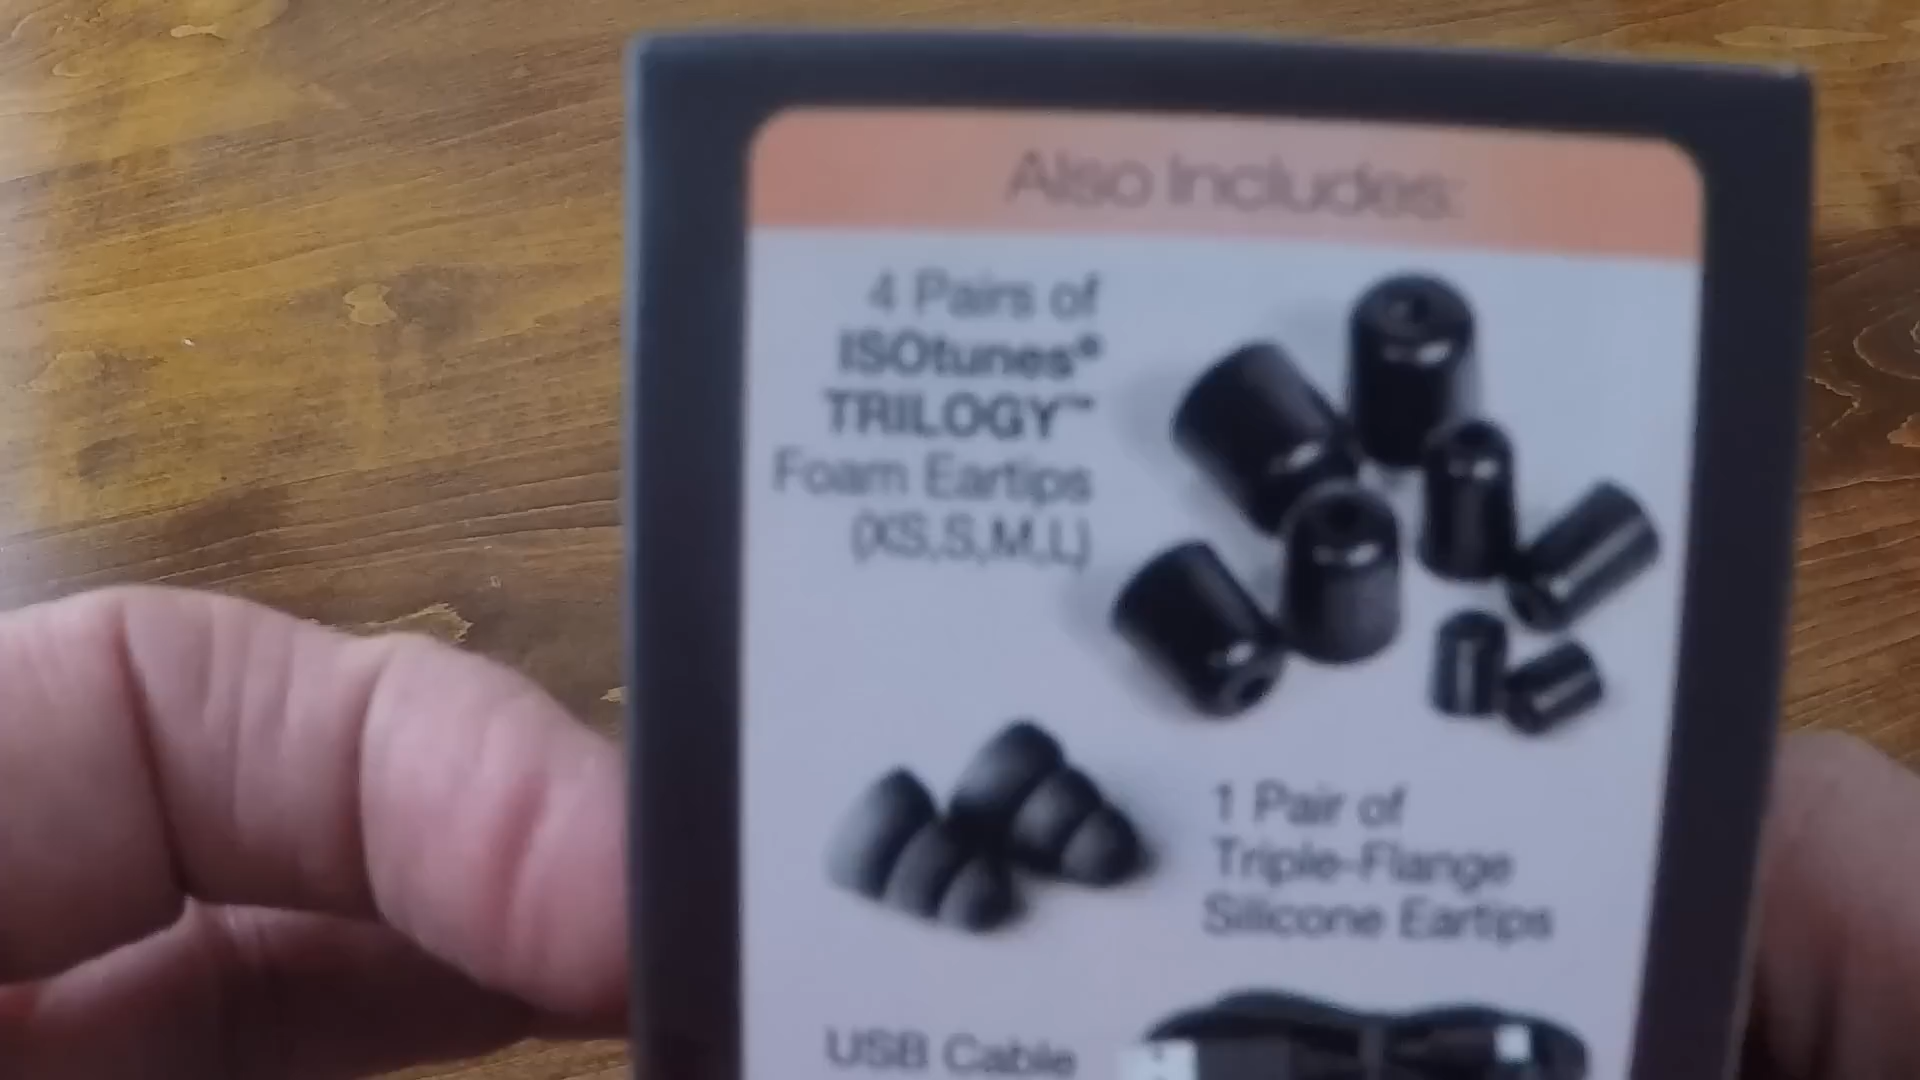 Also Includes:
4 Pairs of
ISOtunes®
TRILOGY™
Foam Eartips
(XS,S,M,L)
1 Pair of
Triple-Flange
Silicone Eartips
USB Cable